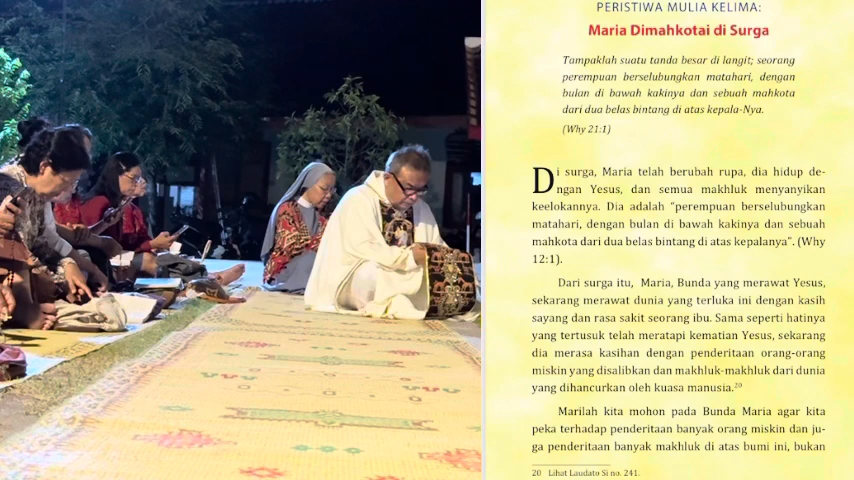 PERISTIWA MULIA KELIMA:
Maria Dimahkotai di Surga
Tampaklah suatu tanda besar di langit; seorang
perempuan berselubungkan matahari, dengan
bulan di bawah kakinya dan sebuah mahkota
dari dua belas bintang di atas kepala-Nya.
(Why 21:1)
Di surga, Maria telah berubah rupa, dia hidup de-
ngan Yesus, dan semua makhluk menyanyikan
keelokannya. Dia adalah "perempuan berselubungkan
matahari, dengan bulan di bawah kakinya dan sebuah
mahkota dari dua belas bintang di atas kepalanya". (Why
12:1).
Dari surga itu, Maria, Bunda yang merawat Yesus,
sekarang merawat dunia yang terluka ini dengan kasih
sayang dan rasa sakit seorang ibu. Sama seperti hatinya
yang tertusuk telah meratapi kematian Yesus, sekarang
dia merasa kasihan dengan penderitaan orang-orang
miskin yang disalibkan dan makhluk-makhluk dari dunia
yang dihancurkan oleh kuasa manusia.20
Marilah kita mohon pada Bunda Maria agar kita
peka terhadap penderitaan banyak orang miskin dan ju-
ga penderitaan banyak makhluk di atas bumi ini, bukan
20 Lihat Laudato Si no. 241.